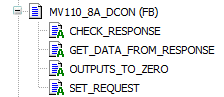 MV110_8A_DCON (FB)
CHECK_RESPONSE
GET_DATA_FROM_RESPONSE
OUTPUTS_TO_ZERO
SET_REQUEST